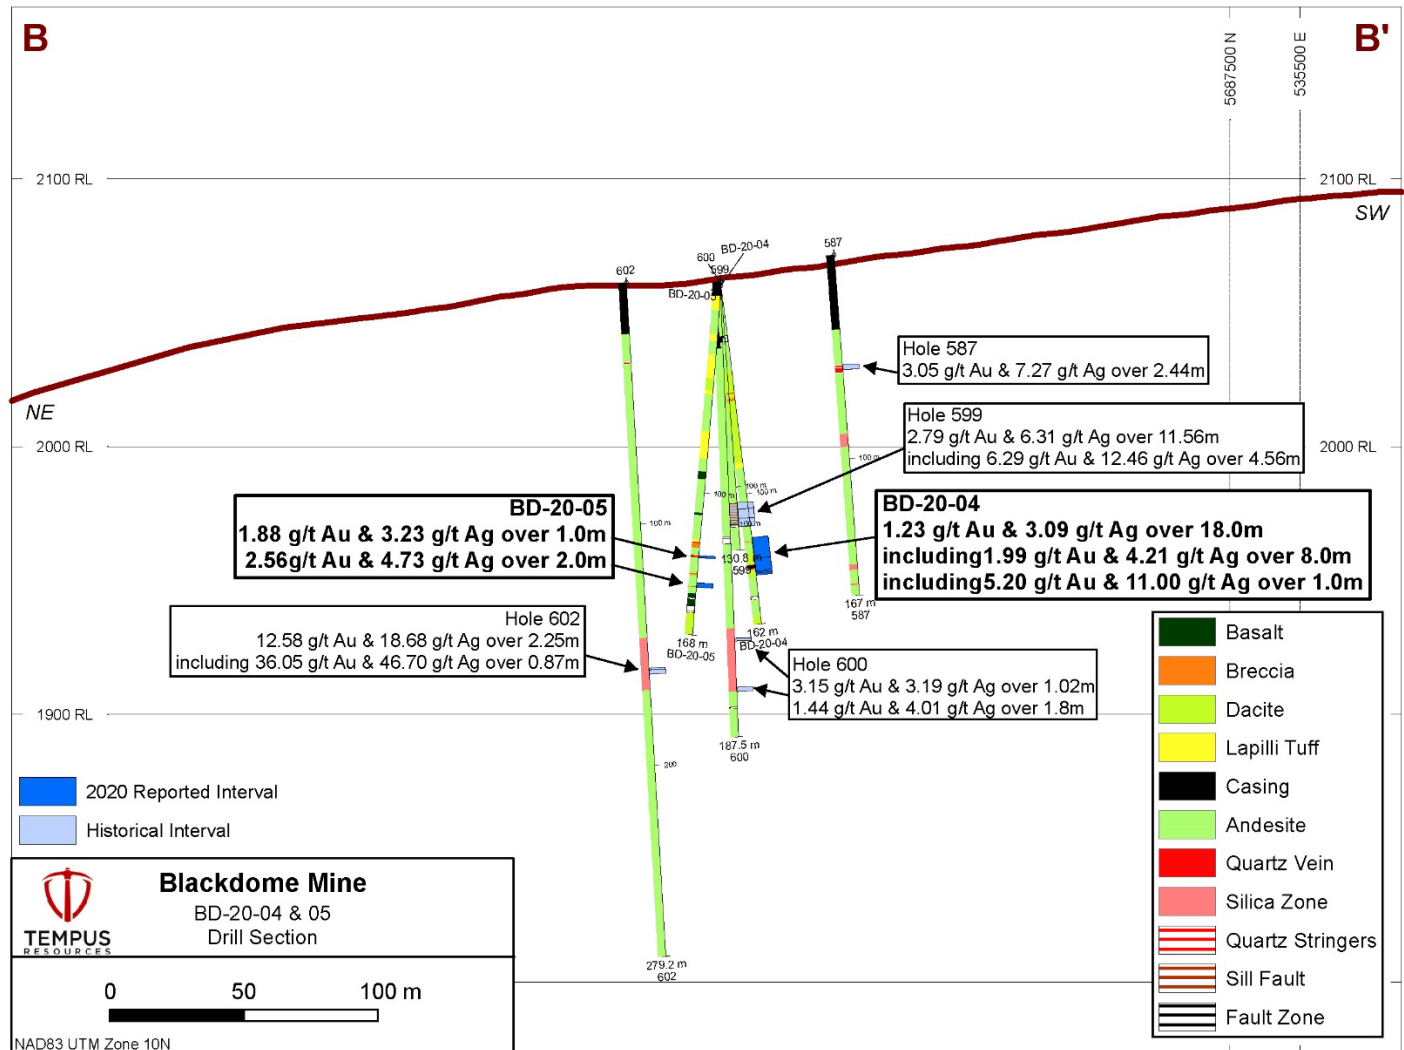 B
B'
5687500 N
535500 E
2100 RL
2100 RL
SW
NE
602
600
599
BD-20-04
BD-20-05
587
Hole 587
3.05 g/t Au & 7.27 g/t Ag over 2.44m
Hole 599
2.79 g/t Au & 6.31 g/t Ag over 11.56m
including 6.29 g/t Au & 12.46 g/t Ag over 4.56m
2000 RL
2000 RL
100 m
100 m
100 m
100 m
100 m
100 m
BD-20-05
1.88 g/t Au & 3.23 g/t Ag over 1.0m
2.56g/t Au & 4.73 g/t Ag over 2.0m
BD-20-04
1.23 g/t Au & 3.09 g/t Ag over 18.0m
including1.99 g/t Au & 4.21 g/t Ag over 8.0m
including5.20 g/t Au & 11.00 g/t Ag over 1.0m
130.8 m
599
167 m
587
Hole 602
12.58 g/t Au & 18.68 g/t Ag over 2.25m
including 36.05 g/t Au & 46.70 g/t Ag over 0.87m
168 m
BD-20-05
162 m
BD-20-04
Hole 600
3.15 g/t Au & 3.19 g/t Ag over 1.02m
1.44 g/t Au & 4.01 g/t Ag over 1.8m
1900 RL
187.5 m
600
200
279.2 m
602
2020 Reported Interval
Historical Interval
Basalt
Breccia
Dacite
Lapilli Tuff
Casing
Andesite
Quartz Vein
Silica Zone
Quartz Stringers
Sill Fault
Fault Zone
TEMPUS
RESOURCES
Blackdome Mine
BD-20-04 & 05
Drill Section
0 50 100 m
NAD83 UTM Zone 10N